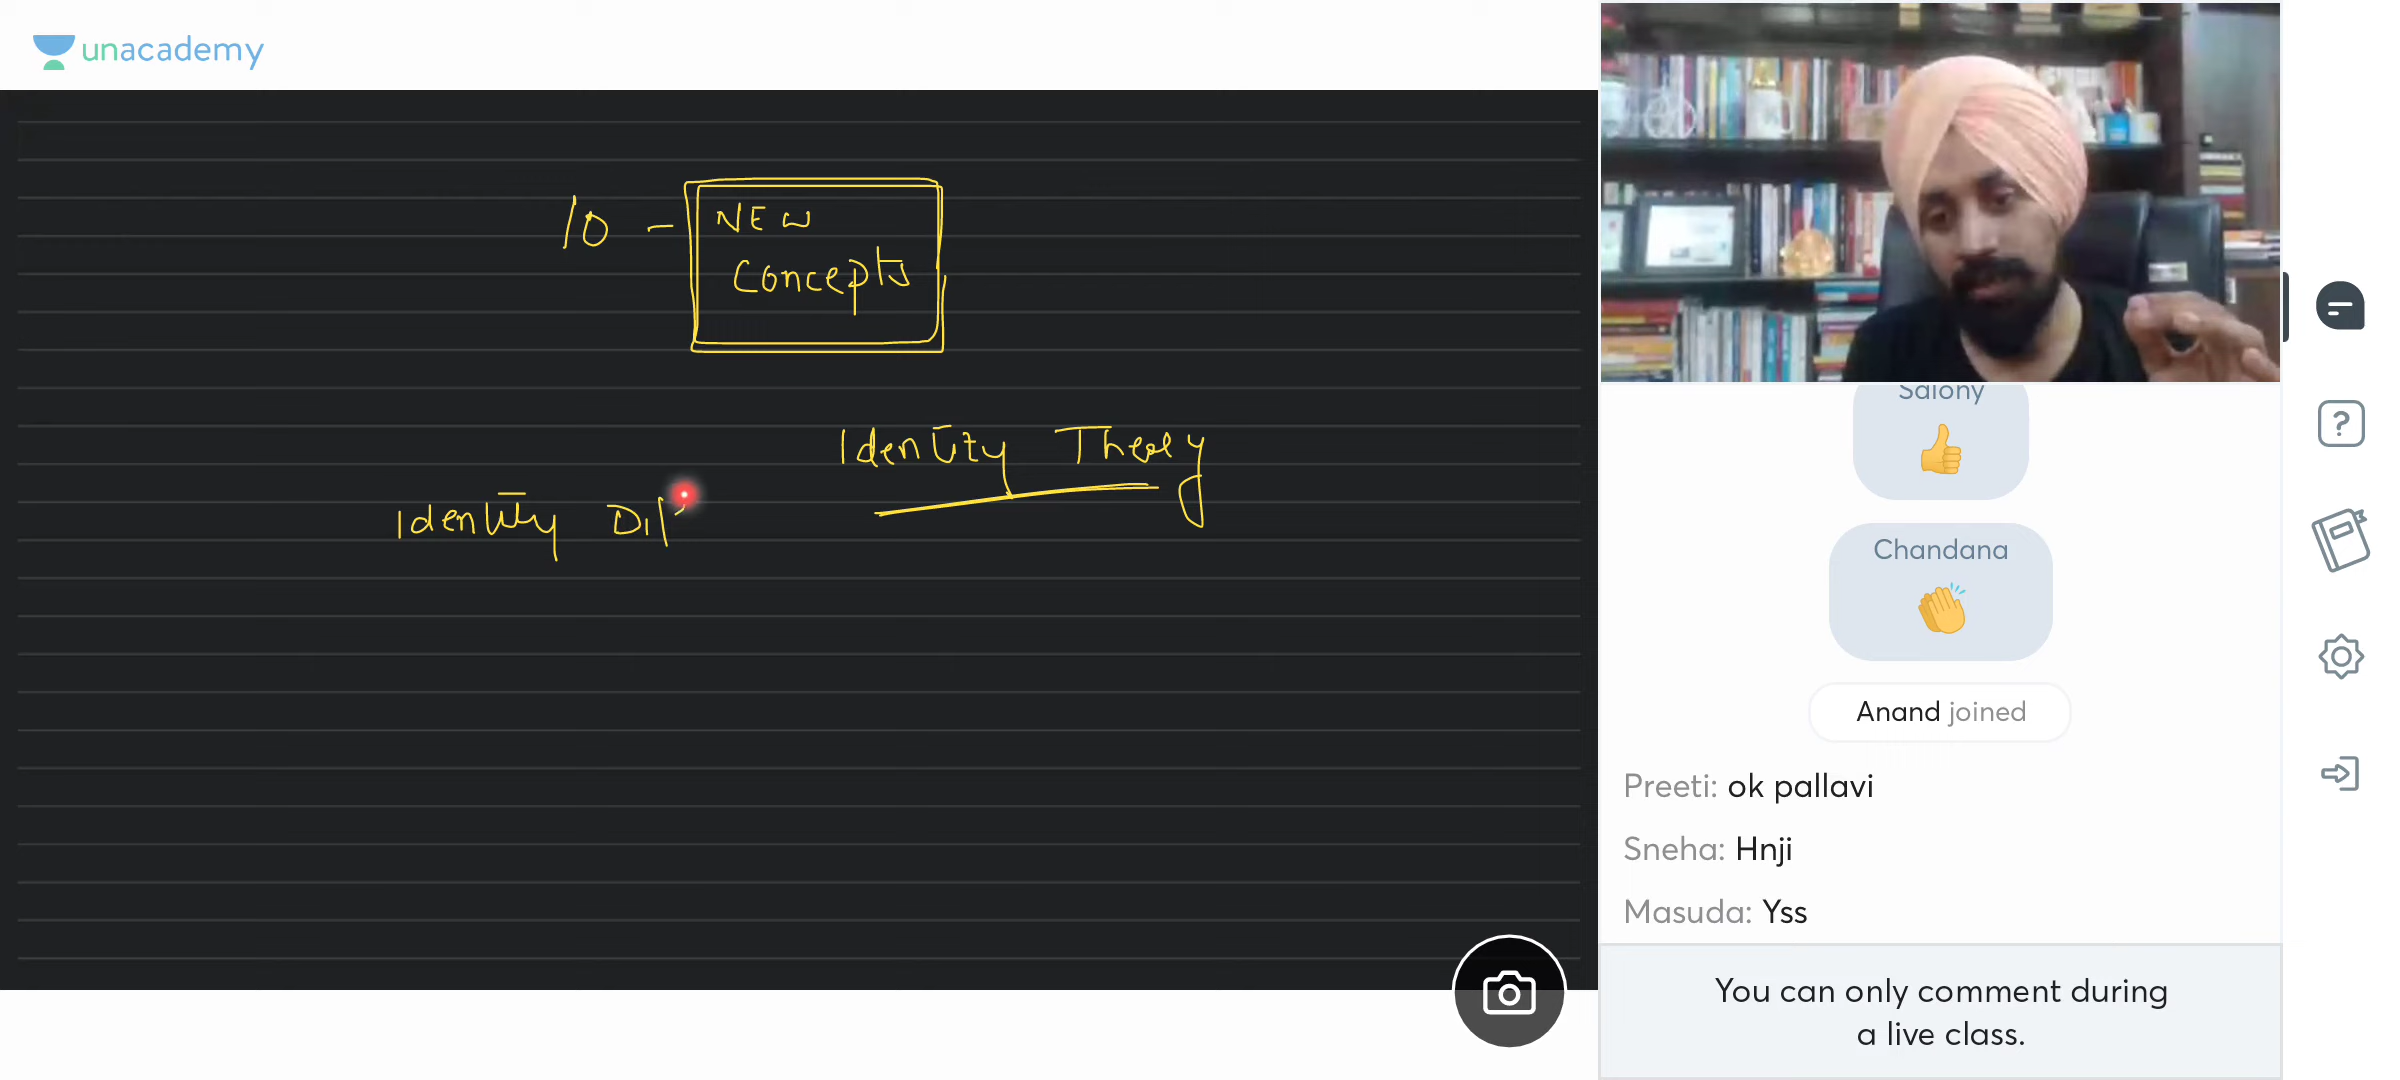 unacademy
10 - NEW
Concepts
Identity Theory
Identity
Salony
Chandana
Anand joined
Preeti: ok pallavi
Sneha: Hnji
Masuda: Yss
You can only comment during
a live class.